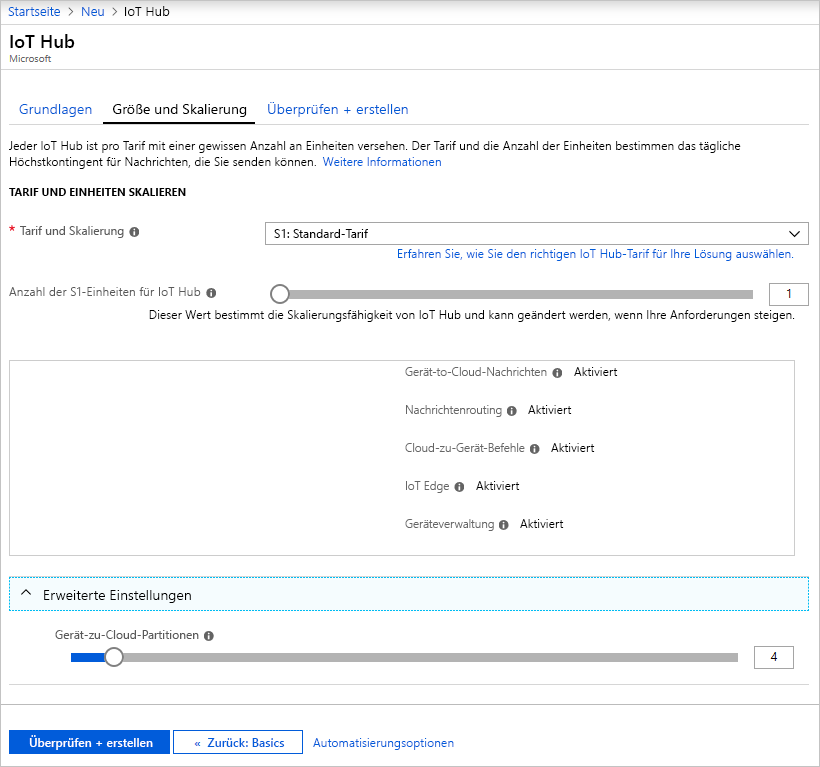 Startseite > Neu > IoT Hub
IoT Hub
Microsoft
Grundlagen Größe und Skalierung Überprüfen + erstellen
Jeder IoT Hub ist pro Tarif mit einer gewissen Anzahl an Einheiten versehen. Der Tarif und die Anzahl der Einheiten bestimmen das tägliche
Höchstkontingent für Nachrichten, die Sie senden können. Weitere Informationen
TARIF UND EINHEITEN SKALIEREN
* Tarif und Skalierung S1: Standard-Tarif
Erfahren Sie, wie Sie den richtigen IoT Hub-Tarif für Ihre Lösung auswählen.
Anzahl der S1-Einheiten für IoT Hub 1
Dieser Wert bestimmt die Skalierungsfähigkeit von IoT Hub und kann geändert werden, wenn Ihre Anforderungen steigen.
Gerät-to-Cloud-Nachrichten Aktiviert
Nachrichtenrouting Aktiviert
Cloud-zu-Gerät-Befehle Aktiviert
IoT Edge Aktiviert
Geräteverwaltung Aktiviert
Erweiterte Einstellungen
Gerät-zu-Cloud-Partitionen
4
Überprüfen + erstellen « Zurück: Basics Automatisierungsoptionen